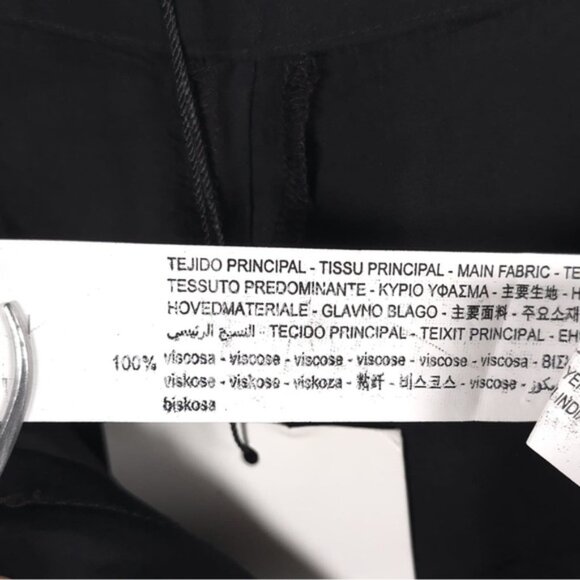 TEJIDO PRINCIPAL - TISSU PRINCIPAL - MAIN FABRIC - TE
TESSUTO PREDOMINANTE - ΚΥΡΙΟ ΥΦΑΣΜΑ - 主要生地 - H
HOVEDMATERIALE - GLAVNO BLAGO - 主要面料 - 주요소재
النسيج الرئيسي - TECIDO PRINCIPAL - TEIXIT PRINCIPAL - EH
100% viscosa - viscose - viscose - viscose - viscose - viscosa - ΒΙΣ
viskose - viskose - viskoza - 粘纤 - 비스코스 - viscose -
biskosa
INDI